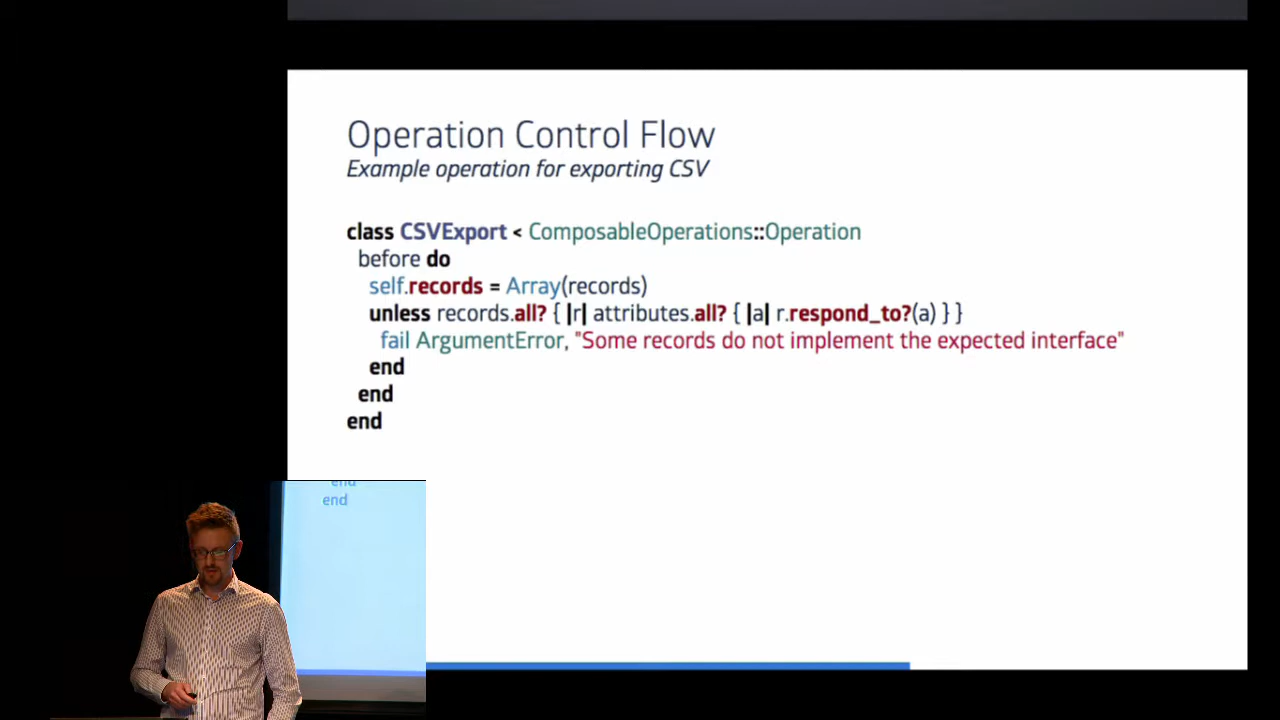 Operation Control Flow
Example operation for exporting CSV
class CSVExport < ComposableOperations::Operation
before do
self.records = Array(records)
unless records.all? { |r| attributes.all? { |a| r.respond_to?(a) } }
fail ArgumentError, "Some records do not implement the expected interface"
end
end
end
end
end